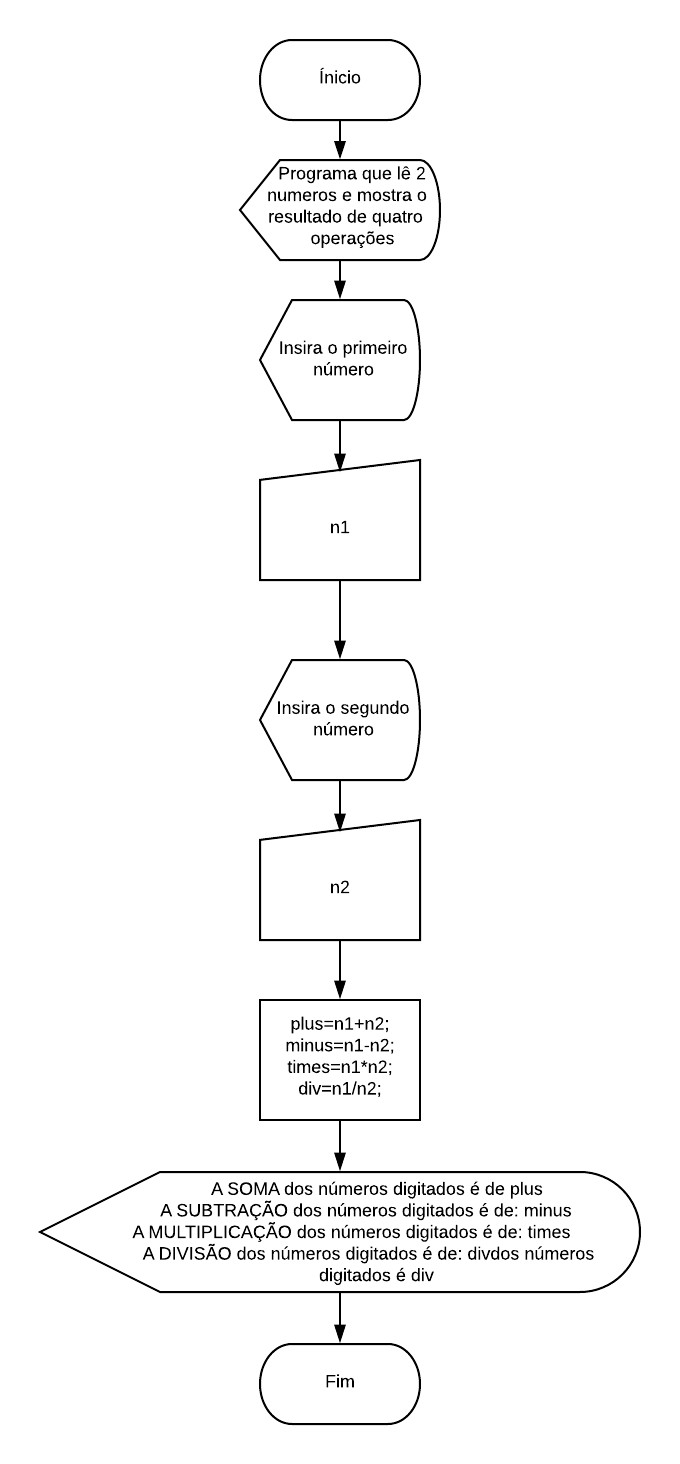 Ínicio
Programa que lê 2
numeros e mostra o
resultado de quatro
operações
Insira o primeiro
número
n1
Insira o segundo
número
n2
plus=n1+n2;
minus=n1-n2;
times=n1*n2;
div=n1/n2;
A SOMA dos números digitados é de plus
A SUBTRAÇÃO dos números digitados é de: minus
A MULTIPLICAÇÃO dos números digitados é de: times
A DIVISÃO dos números digitados é de: divdos números
digitados é div
Fim